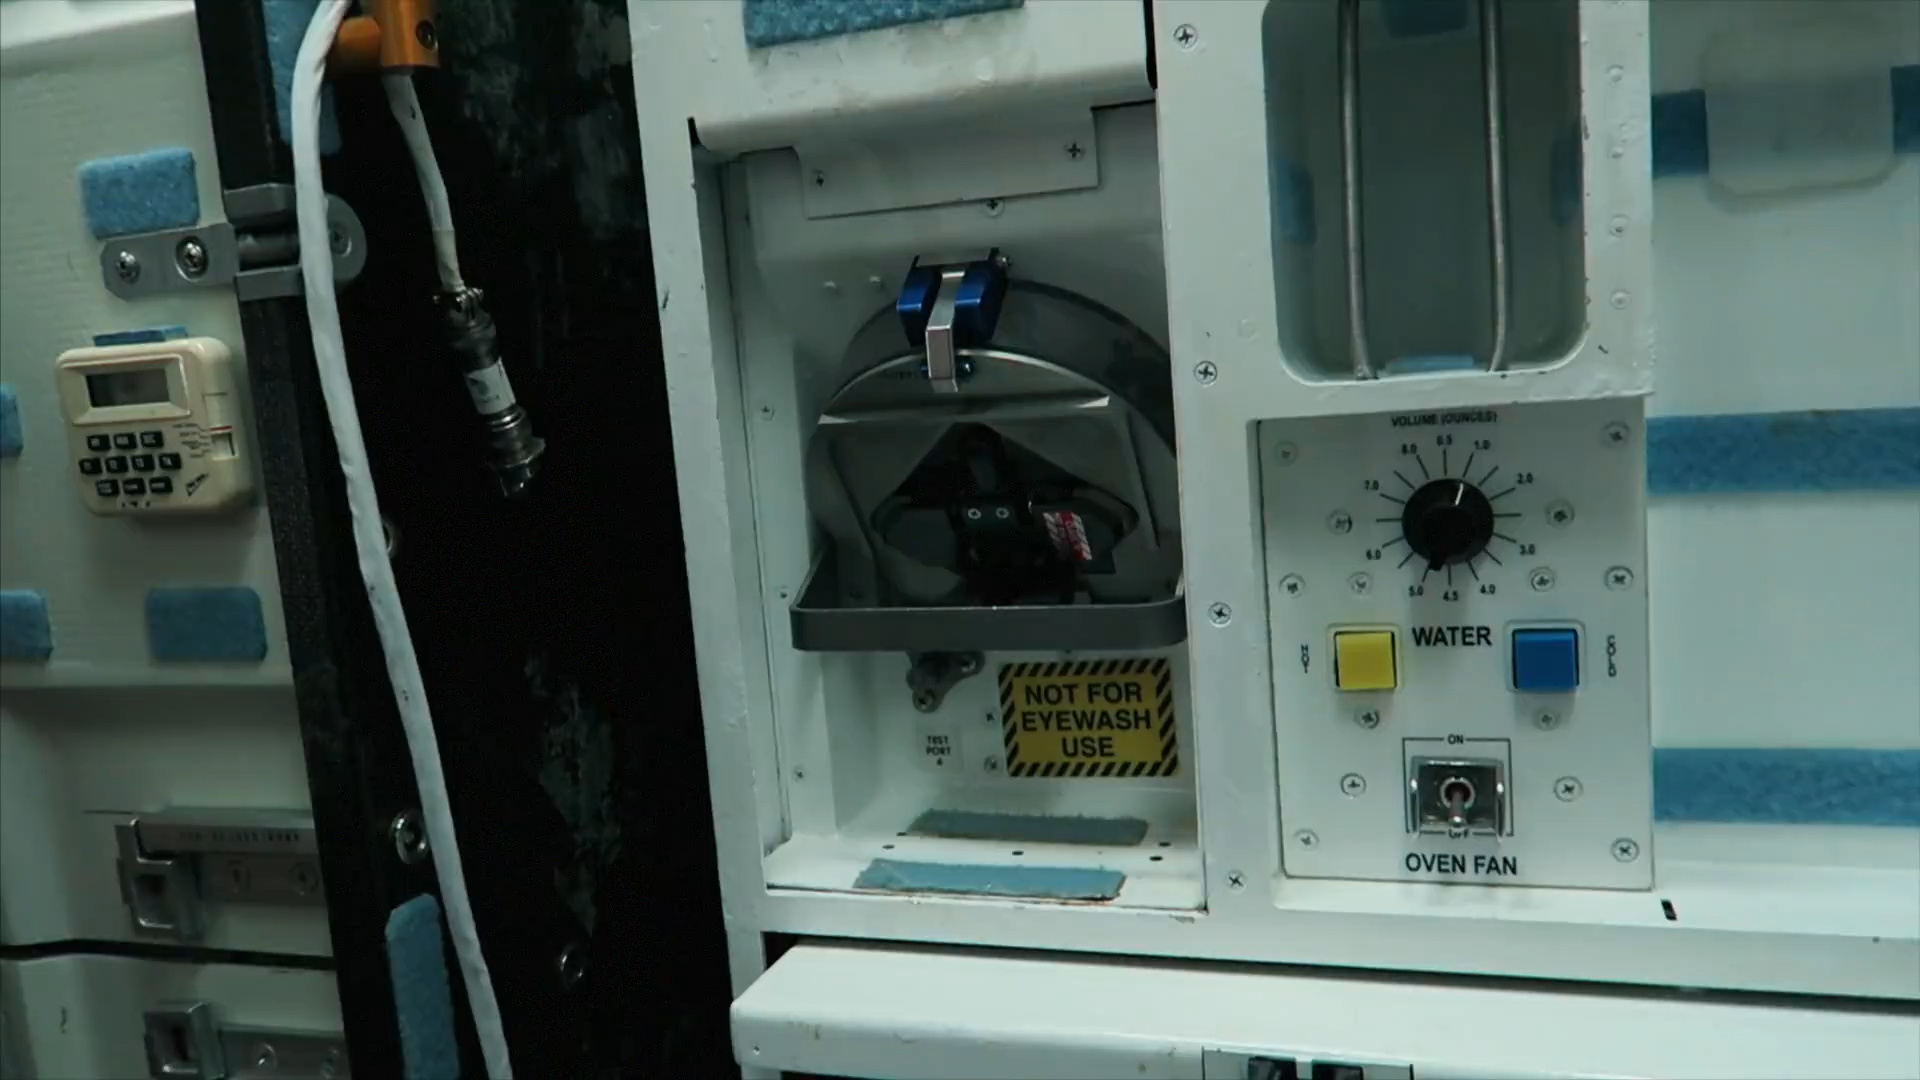 VOLUME (OUNCES)
0.5
1.0
2.0
3.0
4.0
4.5
5.0
6.0
7.0
8.0
HOT
WATER
COLD
NOT FOR
EYEWASH
USE
TEST
PORT
ON
OFF
OVEN FAN